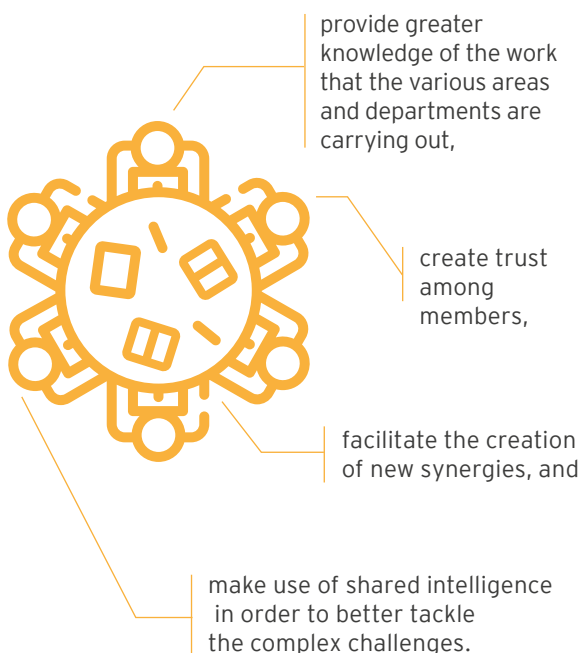 provide greater
knowledge of the work
that the various areas
and departments are
carrying out,
create trust
among
members,
facilitate the creation
of new synergies, and
make use of shared intelligence
in order to better tackle
the complex challenges.